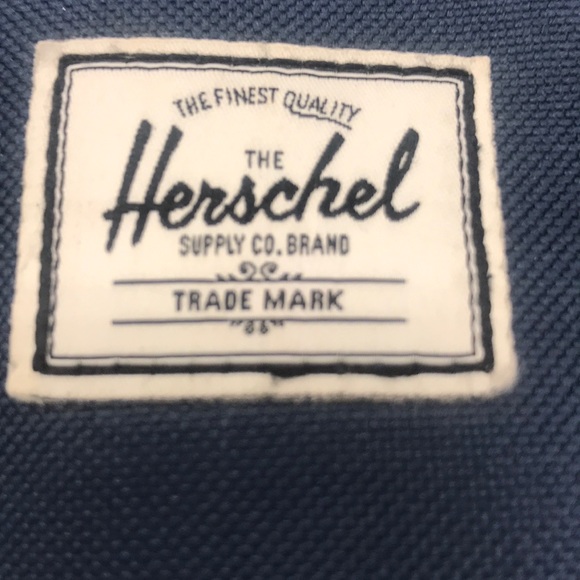 THE FINEST QUALITY
THE
Herschel
SUPPLY CO. BRAND
TRADE MARK